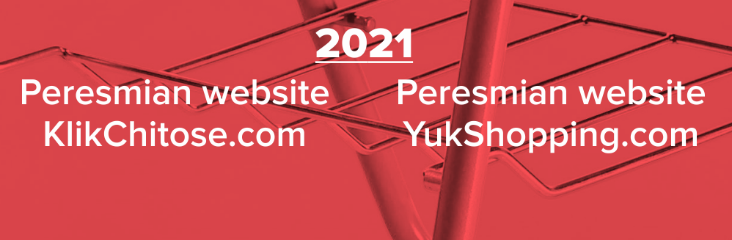 2021
Peresmian website
KlikChitose.com
Peresmian website
YukShopping.com